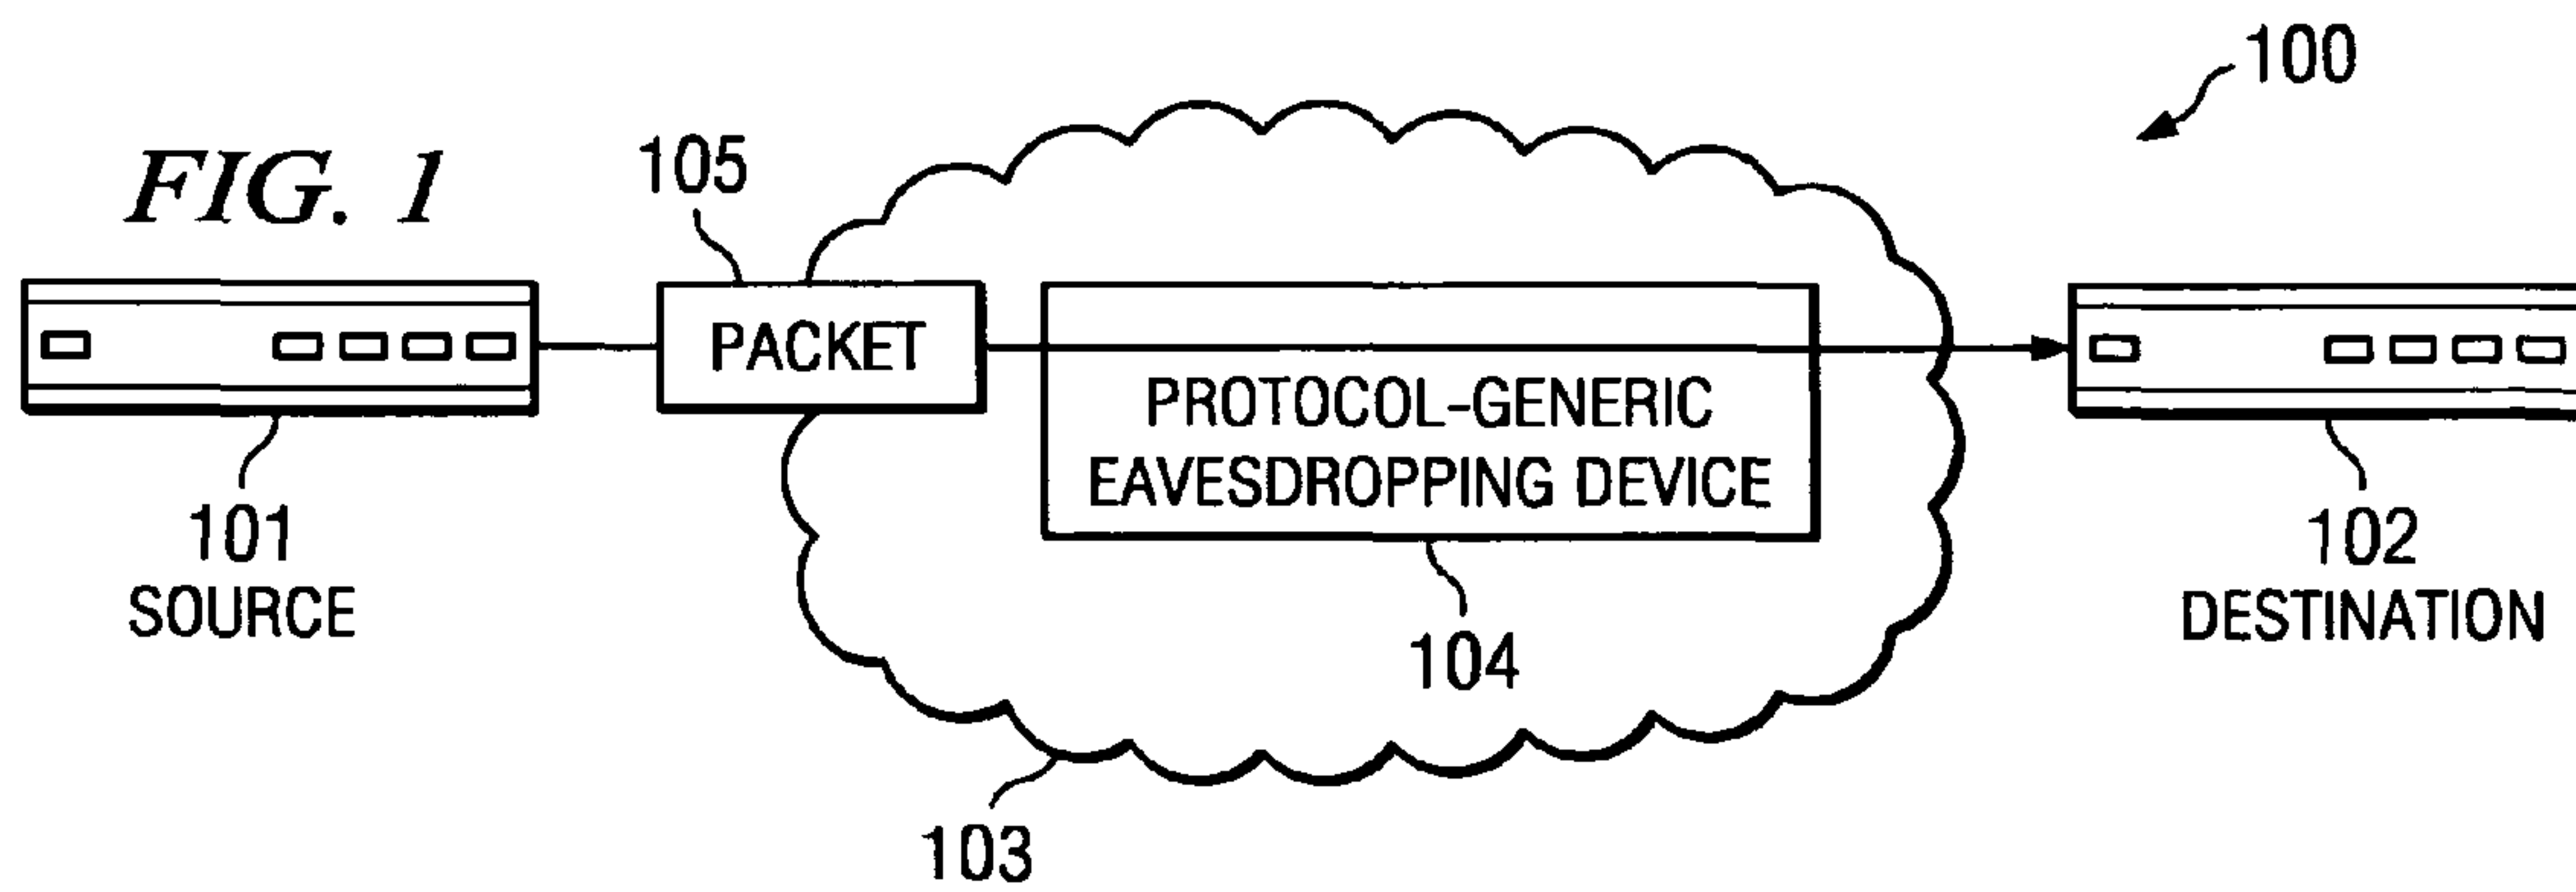 100
FIG. 1
105
PACKET
PROTOCOL-GENERIC
EAVESDROPPING DEVICE
101
SOURCE
102
DESTINATION
104
103